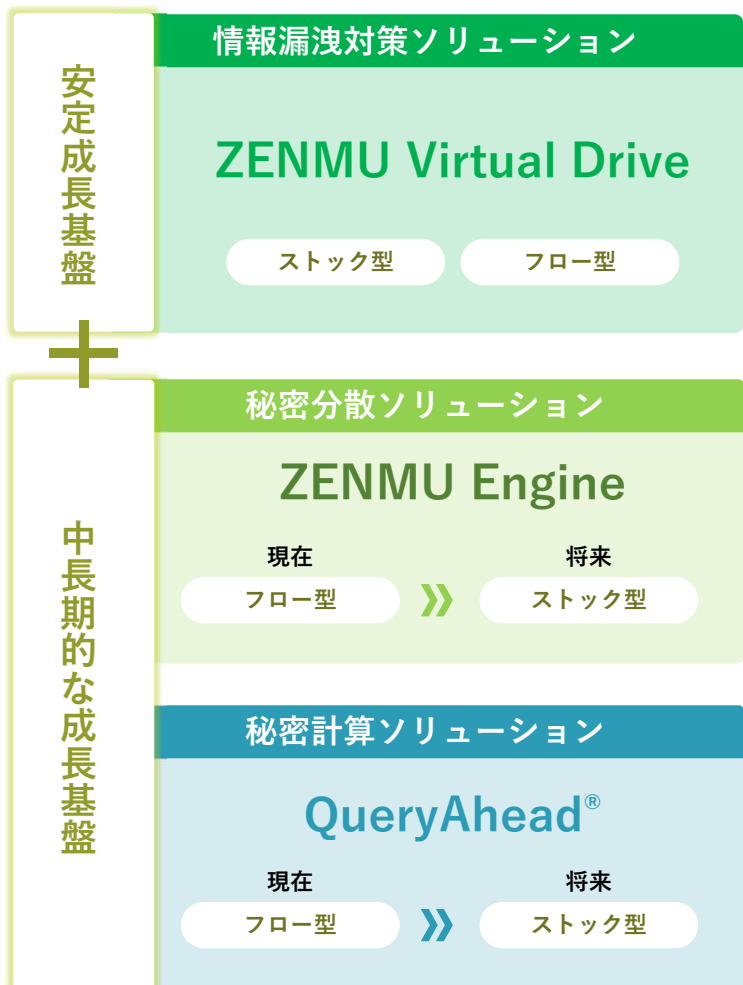 安定成長基盤
情報漏洩対策ソリューション
ZENMU Virtual Drive
ストック型 フロー型
+
中長期的な成長基盤
秘密分散ソリューション
ZENMU Engine
現在 将来
フロー型 » ストック型
秘密計算ソリューション
QueryAhead®
現在 将来
フロー型 » ストック型